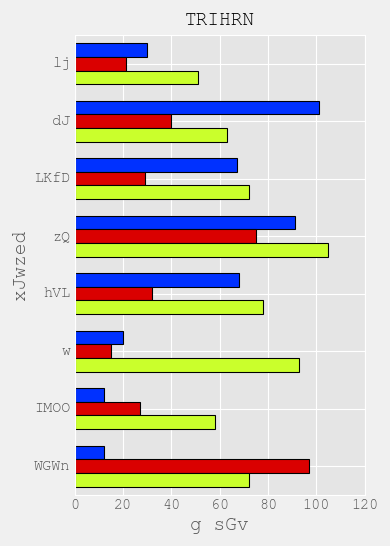 TRIHRN
lj
dJ
LKfD
zQ
hVL
w
IMOO
WGWn
xJwzed
0 20 40 60 80 100 120
g sGv